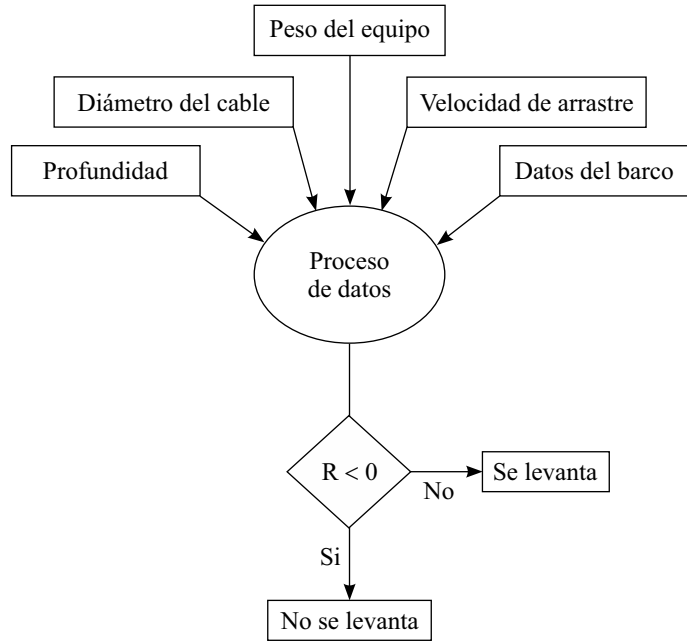 Peso del equipo
Diámetro del cable
Velocidad de arrastre
Profundidad
Datos del barco
Proceso
de datos
R < 0
No
Se levanta
Si
No se levanta